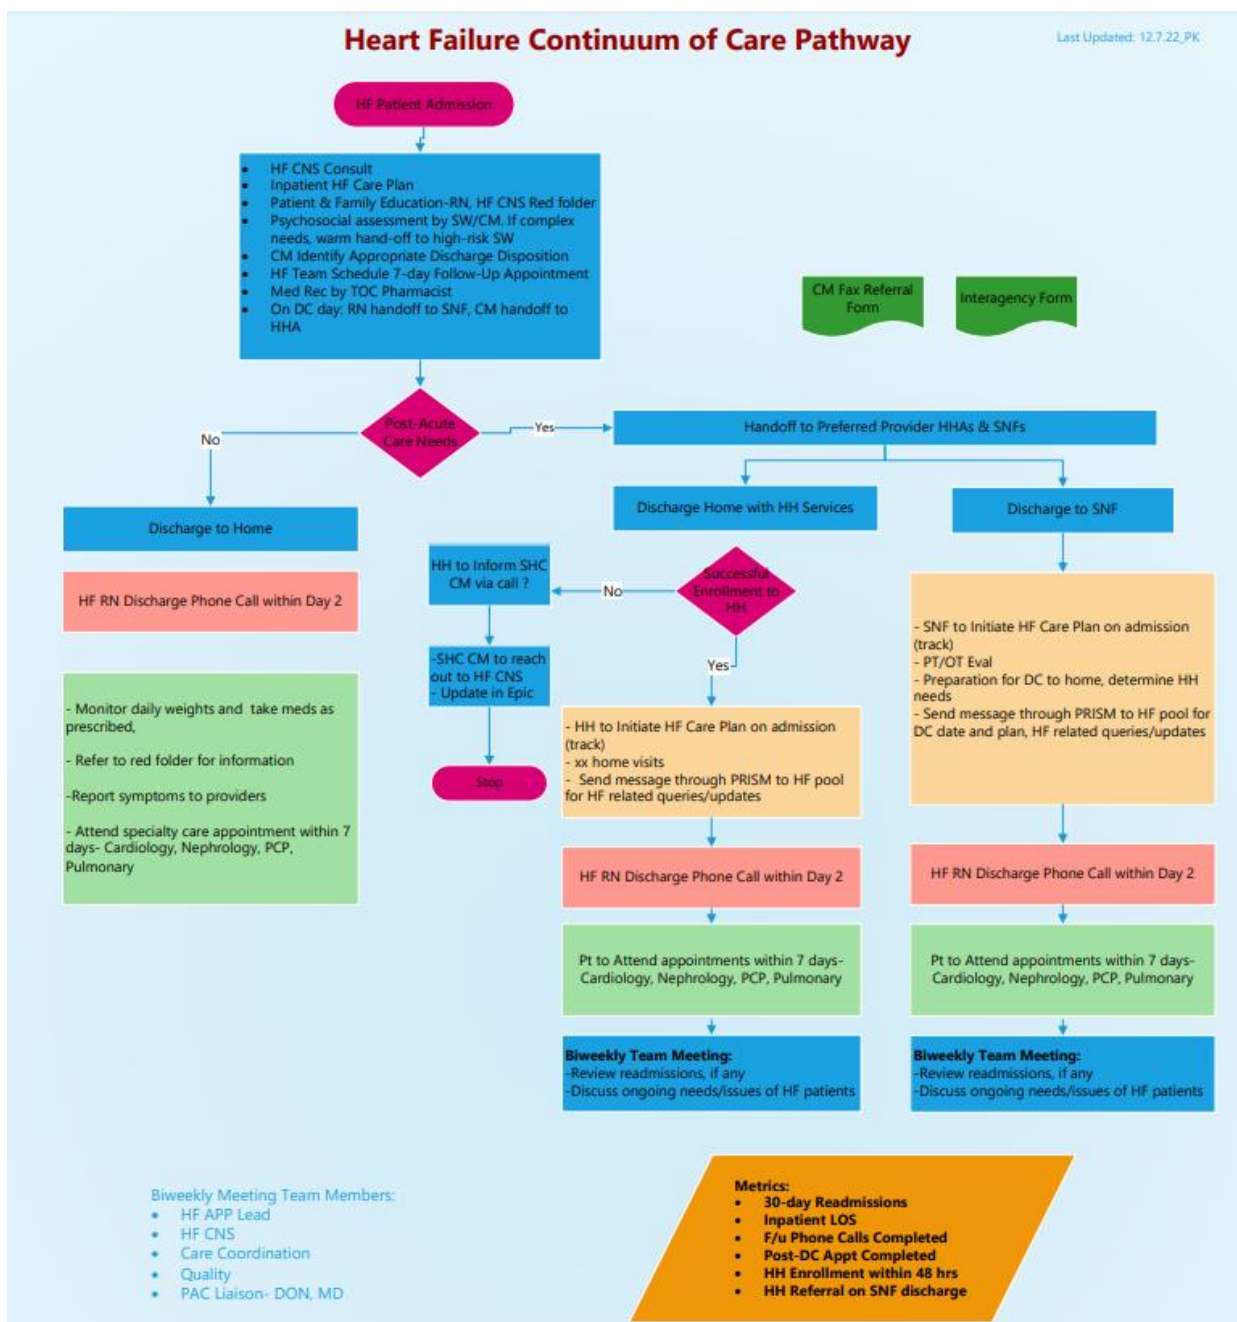 Heart Failure Continuum of Care Pathway
Last Updated: 12.7.22_PK
HF Patient Admission
• HF CNS Consult
• Inpatient HF Care Plan
• Patient & Family Education-RN, HF CNS Red folder
• Psychosocial assessment by SW/CM. If complex
needs, warm hand-off to high-risk SW
• CM Identify Appropriate Discharge Disposition
• HF Team Schedule 7-day Follow-Up Appointment
• Med Rec by TOC Pharmacist
• On DC day: RN handoff to SNF, CM handoff to
HHA
CM Fax Referral
Form
Interagency Form
Post-Acute
Care Needs
No
Yes
Handoff to Preferred Provider HHAs & SNFs
Discharge to Home
Discharge Home with HH Services
Discharge to SNF
HF RN Discharge Phone Call within Day 2
- Monitor daily weights and take meds as
prescribed,
- Refer to red folder for information
-Report symptoms to providers
- Attend specialty care appointment within 7
days- Cardiology, Nephrology, PCP,
Pulmonary
HH to Inform SHC
CM via call ?
No
Successful
Enrollment to
HH
Yes
-SHC CM to reach
out to HF CNS
- Update in Epic
Stop
- HH to Initiate HF Care Plan on admission
(track)
- xx home visits
- Send message through PRISM to HF pool
for HF related queries/updates
HF RN Discharge Phone Call within Day 2
Pt to Attend appointments within 7 days-
Cardiology, Nephrology, PCP, Pulmonary
Biweekly Team Meeting:
-Review readmissions, if any
-Discuss ongoing needs/issues of HF patients
- SNF to Initiate HF Care Plan on admission
(track)
- PT/OT Eval
- Preparation for DC to home, determine HH
needs
- Send message through PRISM to HF pool for
DC date and plan, HF related queries/updates
HF RN Discharge Phone Call within Day 2
Pt to Attend appointments within 7 days-
Cardiology, Nephrology, PCP, Pulmonary
Biweekly Team Meeting:
-Review readmissions, if any
-Discuss ongoing needs/issues of HF patients
Biweekly Meeting Team Members:
• HF APP Lead
• HF CNS
• Care Coordination
• Quality
• PAC Liaison- DON, MD
Metrics:
• 30-day Readmissions
• Inpatient LOS
• F/u Phone Calls Completed
• Post-DC Appt Completed
• HH Enrollment within 48 hrs
• HH Referral on SNF discharge